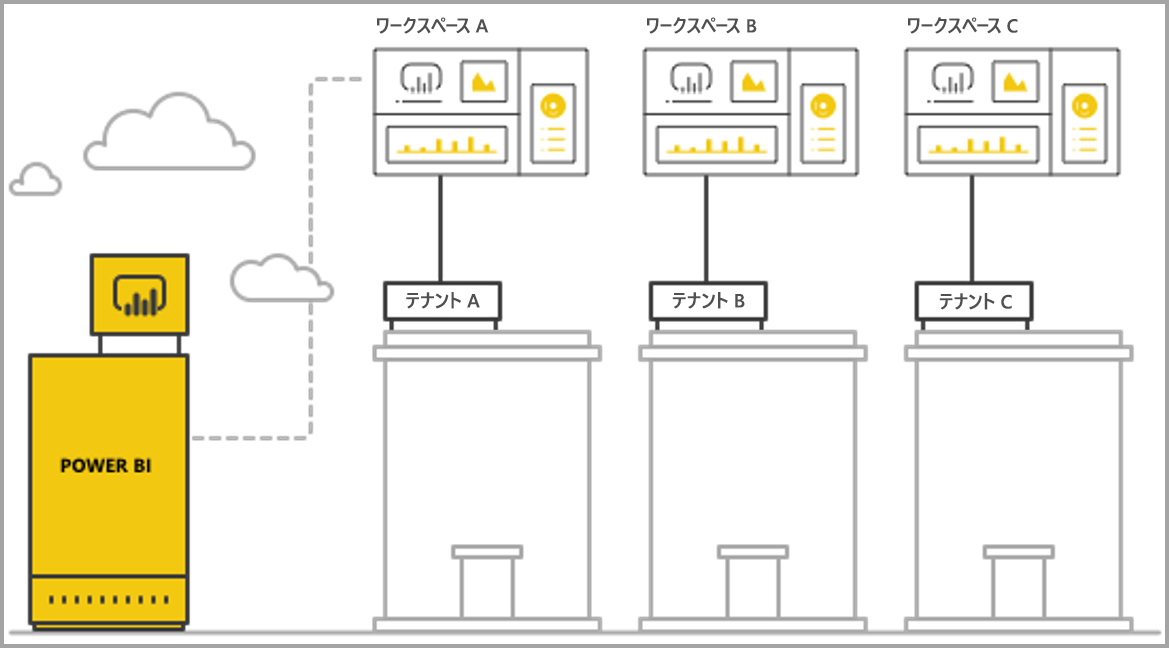 ワークスペース A
ワークスペース B
ワークスペース C
テナント A
テナント B
テナント C
POWER BI